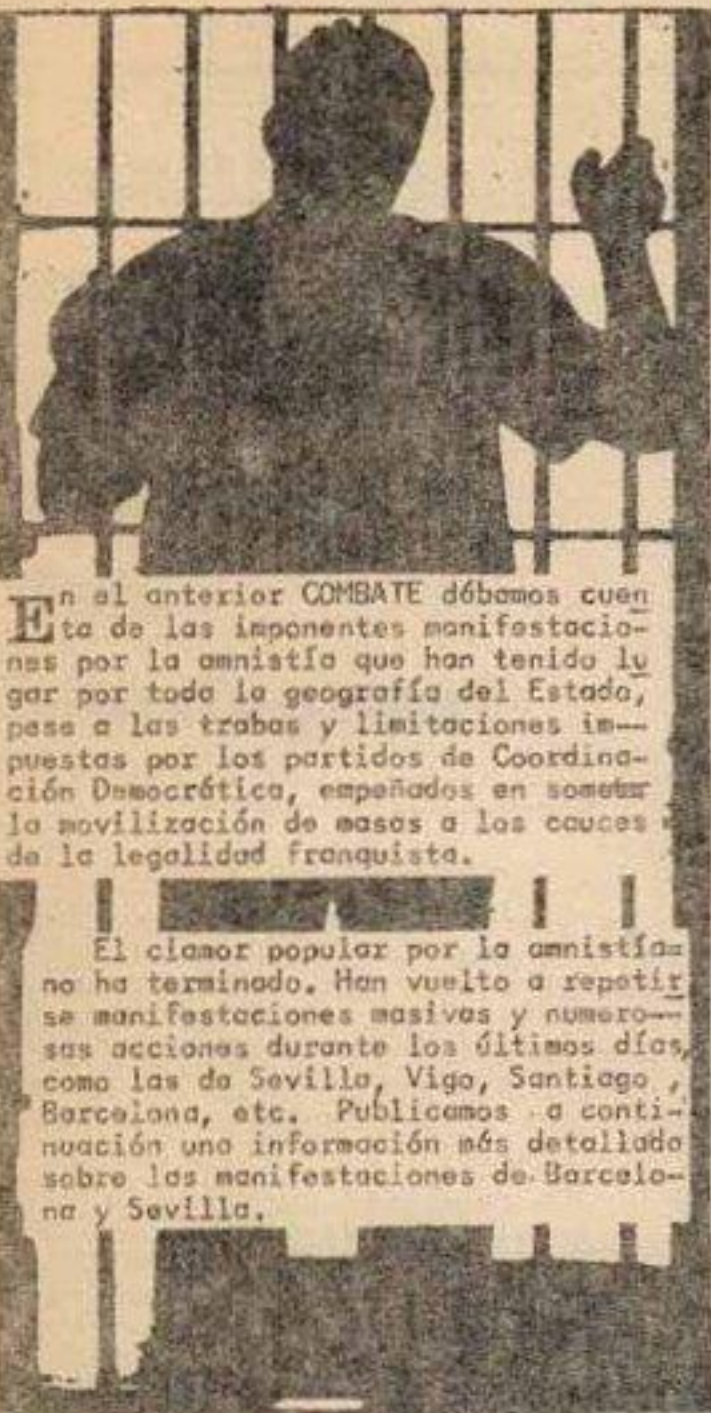 En el anterior COMBATE dábamos cuen
ta de las imponentes manifestacio-
nes por la amnistía que han tenido lu
gar por toda la geografía del Estado,
pese a las trabas y limitaciones im--
puestas por los partidos de Coordina-
ción Democrática, empeñados en someter
la movilización de masas a los cauces
de la legalidad franquista.
El clamor popular por la amnistía=
no ha terminado. Han vuelto a repetir
se manifestaciones masivas y numero--
sas acciones durante los últimos días,
como las de Sevilla, Vigo, Santiago ,
Barcelona, etc. Publicamos a conti-
nuación una información más detallada
sobre las manifestaciones de Barcelo-
na y Sevilla.